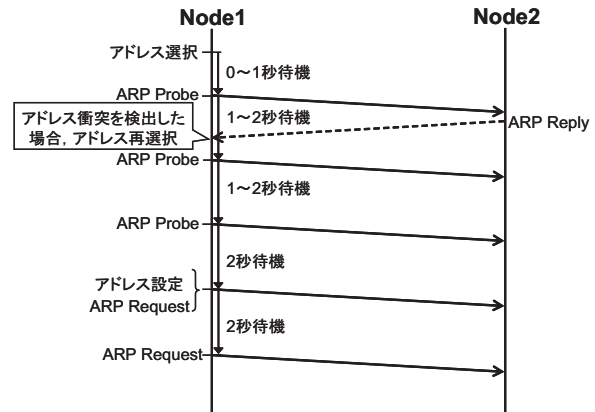 Node1
Node2
アドレス選択
0～1秒待機
ARP Probe
アドレス衝突を検出した
場合，アドレス再選択
1～2秒待機
ARP Reply
ARP Probe
1～2秒待機
ARP Probe
2秒待機
アドレス設定
ARP Request
2秒待機
ARP Request